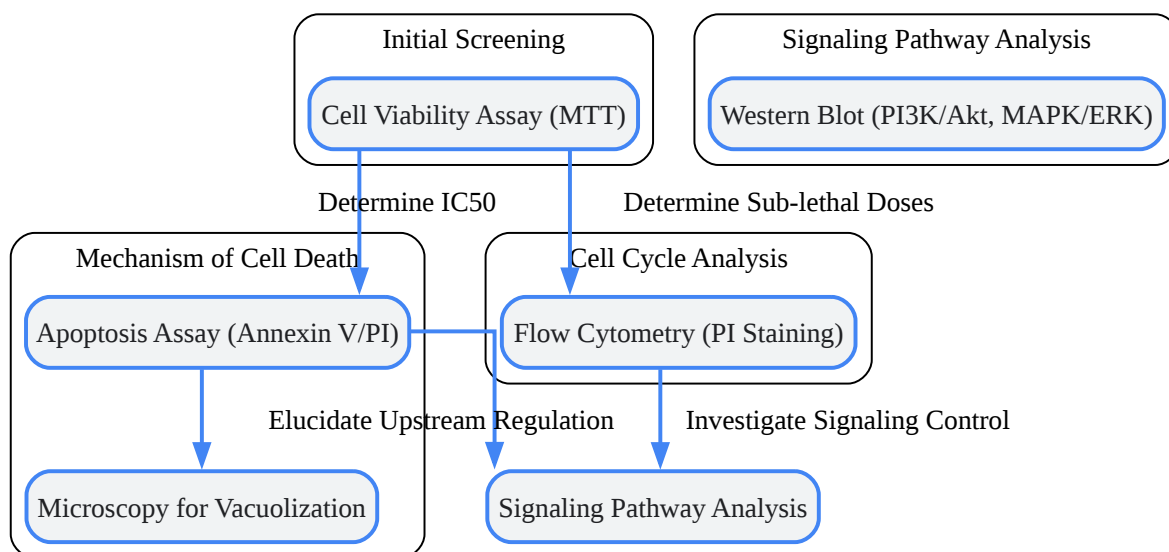 Initial Screening
Signaling Pathway Analysis
Cell Viability Assay (MTT)
Western Blot (PI3K/Akt, MAPK/ERK)
Determine IC50
Determine Sub-lethal Doses
Mechanism of Cell Death
Cell Cycle Analysis
Apoptosis Assay (Annexin V/PI)
Flow Cytometry (PI Staining)
Elucidate Upstream Regulation
Investigate Signaling Control
Microscopy for Vacuolization
Signaling Pathway Analysis